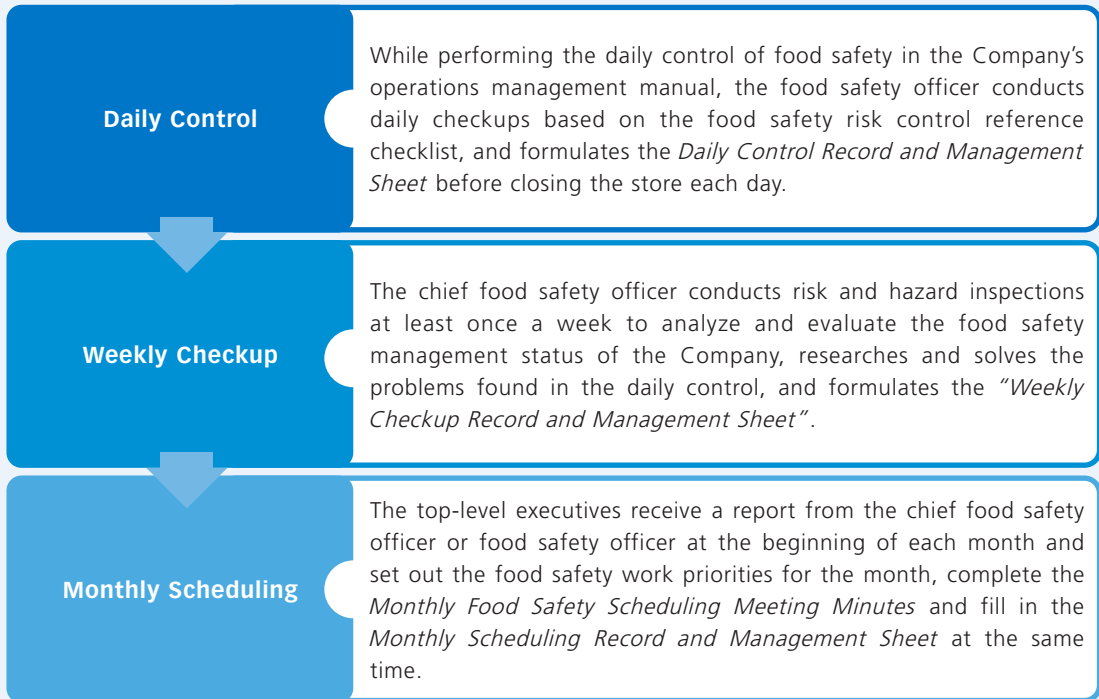 Daily Control
While performing the daily control of food safety in the Company's
operations management manual, the food safety officer conducts
daily checkups based on the food safety risk control reference
checklist, and formulates the Daily Control Record and Management
Sheet before closing the store each day.
Weekly Checkup
The chief food safety officer conducts risk and hazard inspections
at least once a week to analyze and evaluate the food safety
management status of the Company, researches and solves the
problems found in the daily control, and formulates the "Weekly
Checkup Record and Management Sheet".
Monthly Scheduling
The top-level executives receive a report from the chief food safety
officer or food safety officer at the beginning of each month and
set out the food safety work priorities for the month, complete the
Monthly Food Safety Scheduling Meeting Minutes and fill in the
Monthly Scheduling Record and Management Sheet at the same
time.